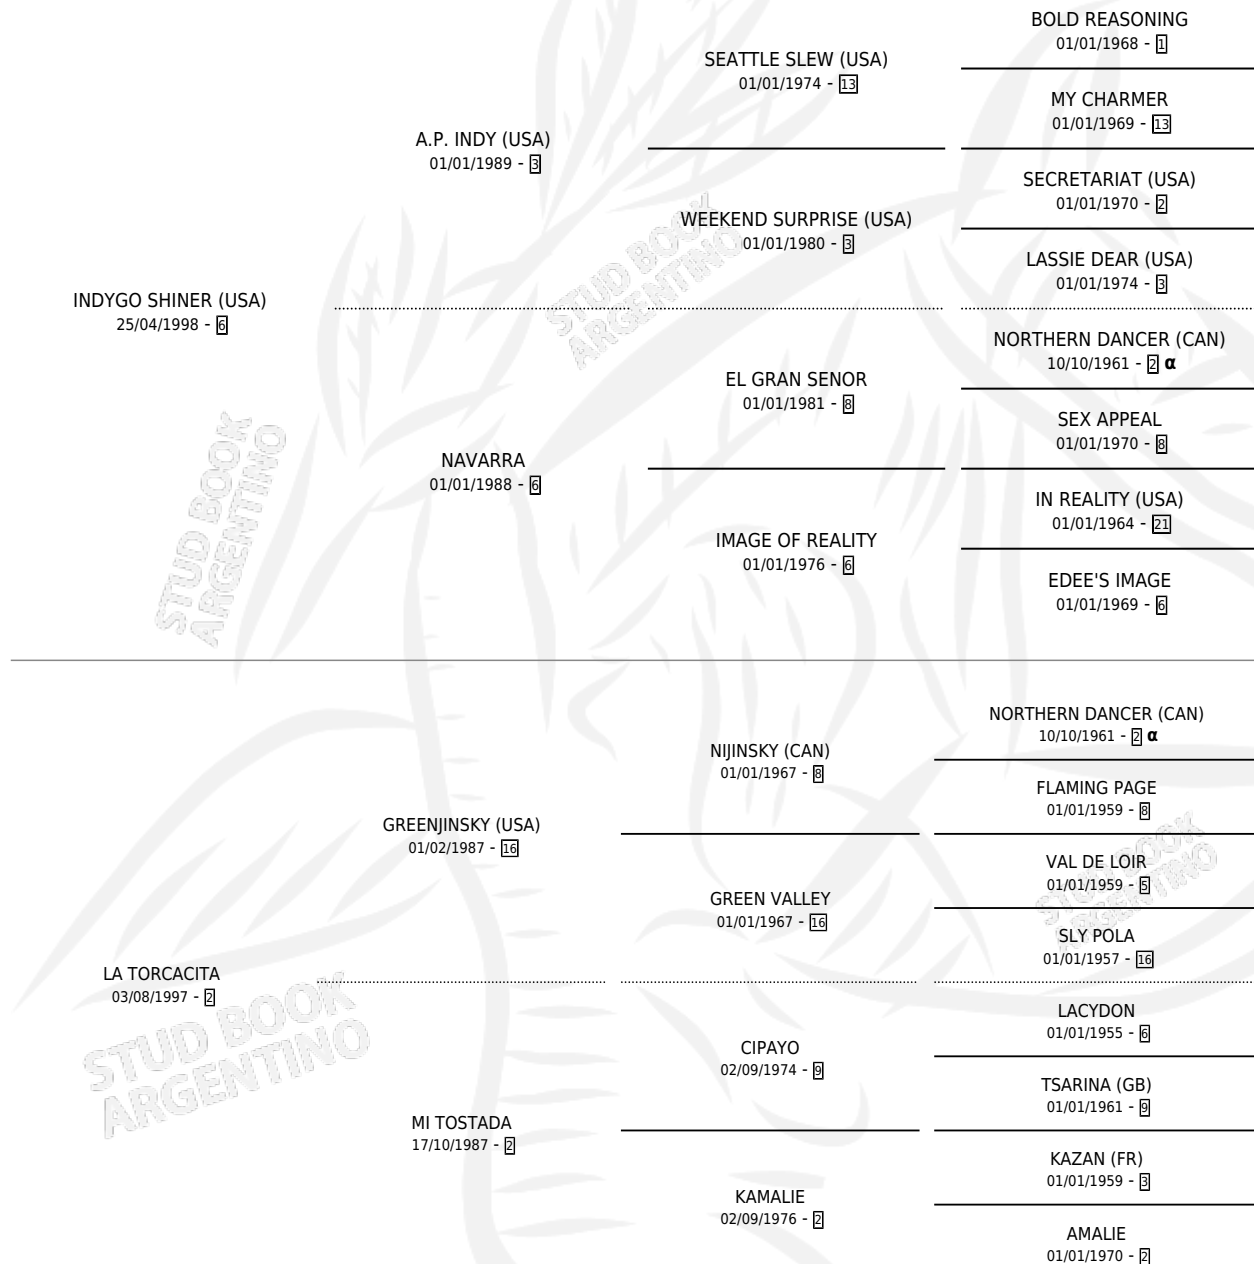 BOLD REASONING
01/01/1968 - 1
SEATTLE SLEW (USA)
01/01/1974 - 13
MY CHARMER
01/01/1969 - 13
A.P. INDY (USA)
01/01/1989 - 3
SECRETARIAT (USA)
01/01/1970 - 2
WEEKEND SURPRISE (USA)
01/01/1980 - 3
LASSIE DEAR (USA)
01/01/1974 - 3
INDYGO SHINER (USA)
25/04/1998 - 6
NORTHERN DANCER (CAN)
10/10/1961 - 2 α
EL GRAN SENOR
01/01/1981 - 8
SEX APPEAL
01/01/1970 - 8
NAVARRA
01/01/1988 - 6
IN REALITY (USA)
01/01/1964 - 21
IMAGE OF REALITY
01/01/1976 - 6
EDEE'S IMAGE
01/01/1969 - 6
NORTHERN DANCER (CAN)
10/10/1961 - 2 α
NIJINSKY (CAN)
01/01/1967 - 8
FLAMING PAGE
01/01/1959 - 8
GREENJINSKY (USA)
01/02/1987 - 16
VAL DE LOIR
01/01/1959 - 5
GREEN VALLEY
01/01/1967 - 16
SLY POLA
01/01/1957 - 16
LA TORCACITA
03/08/1997 - 2
LACYDON
01/01/1955 - 6
CIPAYO
02/09/1974 - 9
TSARINA (GB)
01/01/1961 - 9
MI TOSTADA
17/10/1987 - 2
KAZAN (FR)
01/01/1959 - 3
KAMALIE
02/09/1976 - 2
AMALIE
01/01/1970 - 2
STUD BOOK
ARGENTINO
STUD BOOK
ARGENTINO
STUD BOOK
ARGENTINO
STUD BOOK
ARGENTINO